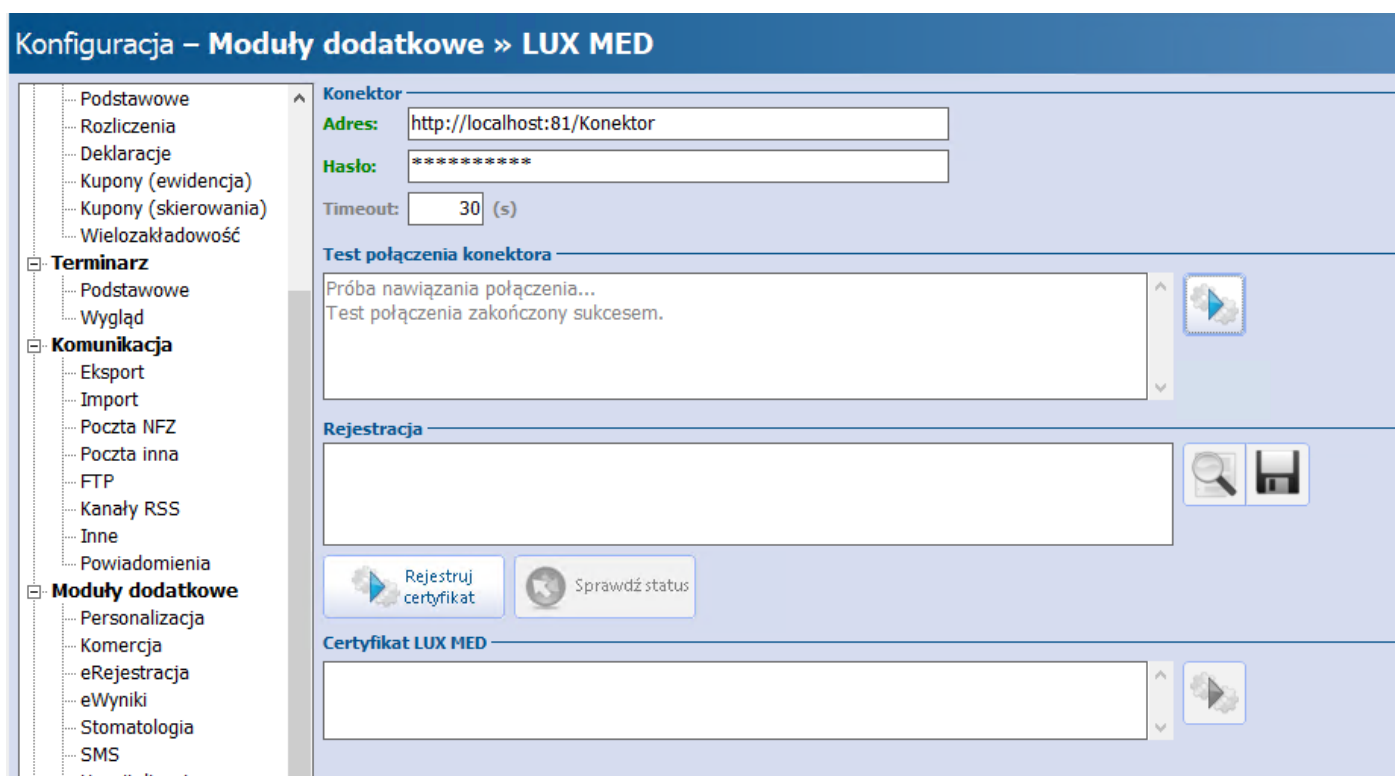 Konfiguracja – Moduły dodatkowe » LUX MED
Podstawowe
Rozliczenia
Deklaracje
Kupony (ewidencja)
Kupony (skierowania)
Wielozakładowość
Terminarz
Podstawowe
Wygląd
Komunikacja
Eksport
Import
Poczta NFZ
Poczta inna
FTP
Kanały RSS
Inne
Powiadomienia
Moduły dodatkowe
Personalizacja
Komercja
eRejestracja
eWyniki
Stomatologia
SMS
Konektor
Adres: http://localhost:81/Konektor
Hasło: **********
Timeout: 30 (s)
Test połączenia konektora
Próba nawiązania połączenia...
Test połączenia zakończony sukcesem.
Rejestracja
Rejestruj
certyfikat
Sprawdź status
Certyfikat LUX MED